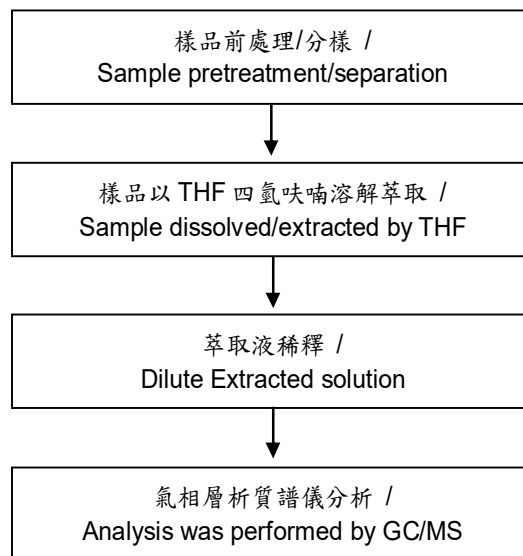 樣品前處理/分樣 /
Sample pretreatment/separation
樣品以 THF 四氫呋喃溶解萃取 /
Sample dissolved/extracted by THF
萃取液稀釋 /
Dilute Extracted solution
氣相層析質譜儀分析 /
Analysis was performed by GC/MS